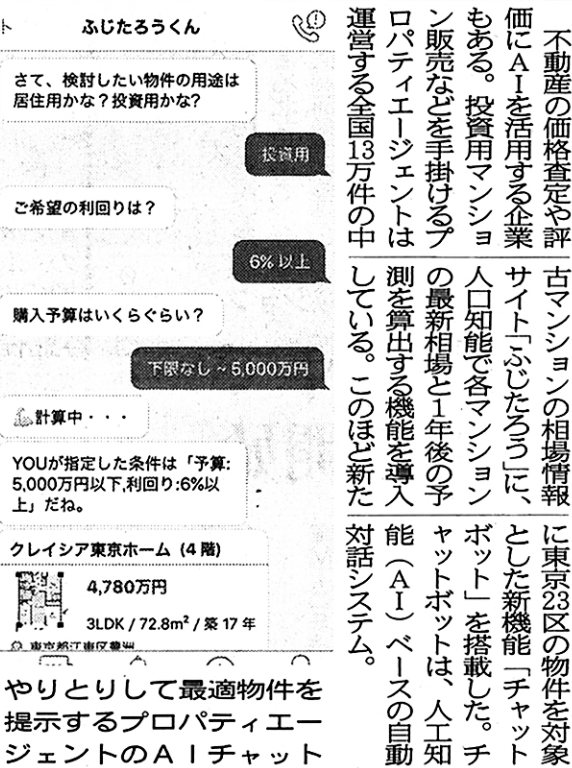 不動産の価格査定や評
価にAIを活用する企業
もある。投資用マンショ
ン販売などを手掛けるプ
ロパティエージェントは
運営する全国13万件の中
古マンションの相場情報
サイト「ふじたろう」に、
人口知能で各マンション
の最新相場と1年後の予
測を算出する機能を導入
している。このほど新た
に東京23区の物件を対象
とした新機能「チャット
ボット」を搭載した。チ
ャットボットは、人工知
能(AI)ベースの自動
対話システム。
ふじたろうくん
さて、検討したい物件の用途は
居住用かな?投資用かな?
投資用
ご希望の利回りは?
6% 以上
購入予算はいくらぐらい?
下限なし ~ 5,000万円
計算中・・・
YOUが指定した条件は「予算:
5,000万円以下,利回り:6%以
上」だね。
クレイシア東京ホーム (4 階)
4,780万円
3LDK / 72.8m² / 築 17 年
東京都江東区豊洲
やりとりして最適物件を
提示するプロパティエー
ジェントのAIチャット